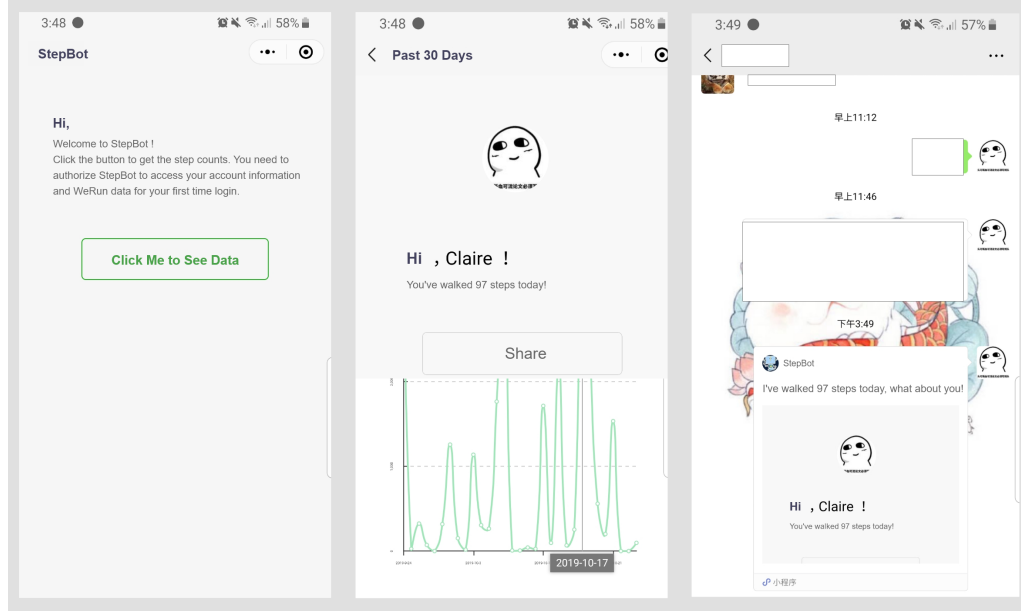 3:48
58%
StepBot
Hi,
Welcome to StepBot !
Click the button to get the step counts. You need to
authorize StepBot to access your account information
and WeRun data for your first time login.
Click Me to See Data
3:48
58%
Past 30 Days
Hi , Claire !
You've walked 97 steps today!
Share
2019-10-17
3:49
57%
早上11:12
早上11:46
下午3:49
StepBot
I've walked 97 steps today, what about you!
Hi , Claire !
You've walked 97 steps today!
小程序